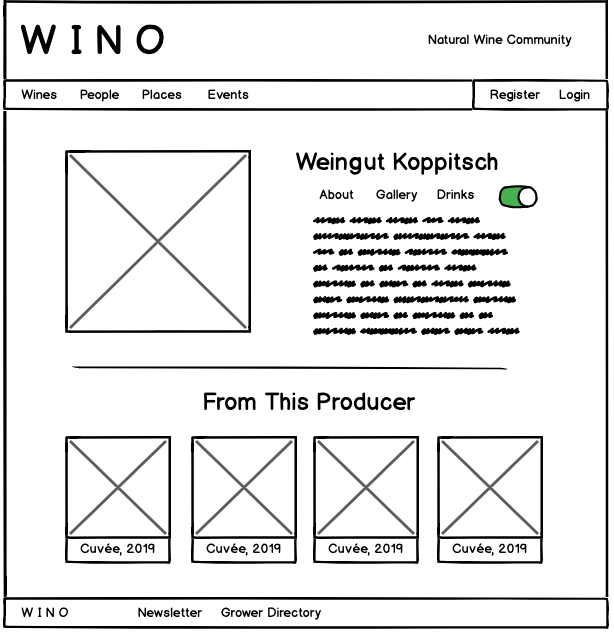 WINO
Natural Wine Community
Wines People Places Events Register Login
Weingut Koppitsch
About Gallery Drinks
From This Producer
Cuvée, 2019 Cuvée, 2019 Cuvée, 2019 Cuvée, 2019
WINO Newsletter Grower Directory